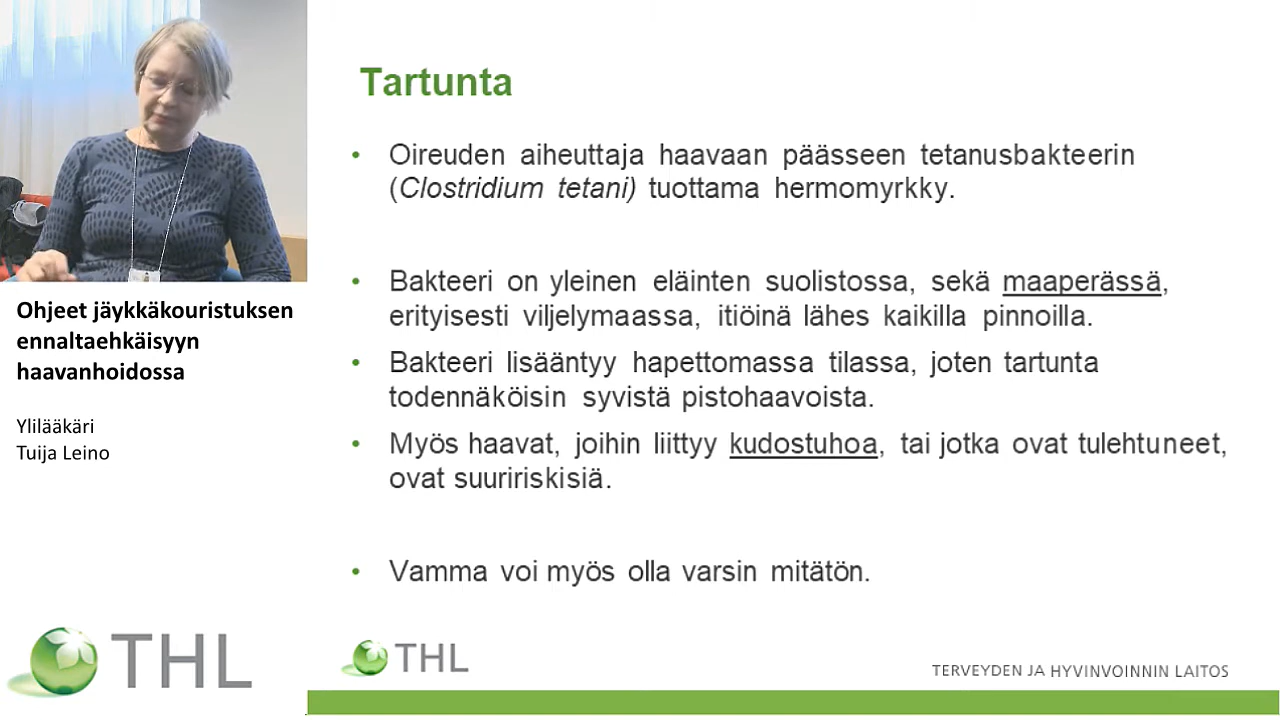 Ohjeet jäykkäkouristuksen
ennaltaehkäisyyn
haavanhoidossa
Ylilääkäri
Tuija Leino
THL
Tartunta
• Oireuden aiheuttaja haavaan päässeen tetanusbakteerin
(Clostridium tetani) tuottama hermomyrkky.
• Bakteeri on yleinen eläinten suolistossa, sekä maaperässä,
erityisesti viljelymaassa, itiöinä lähes kaikilla pinnoilla.
• Bakteeri lisääntyy hapettomassa tilassa, joten tartunta
todennäköisin syvistä pistohaavoista.
• Myös haavat, joihin liittyy kudostuhoa, tai jotka ovat tulehtuneet,
ovat suuririskisiä.
• Vamma voi myös olla varsin mitätön.
THL
TERVEYDEN JA HYVINVOINNIN LAITOS